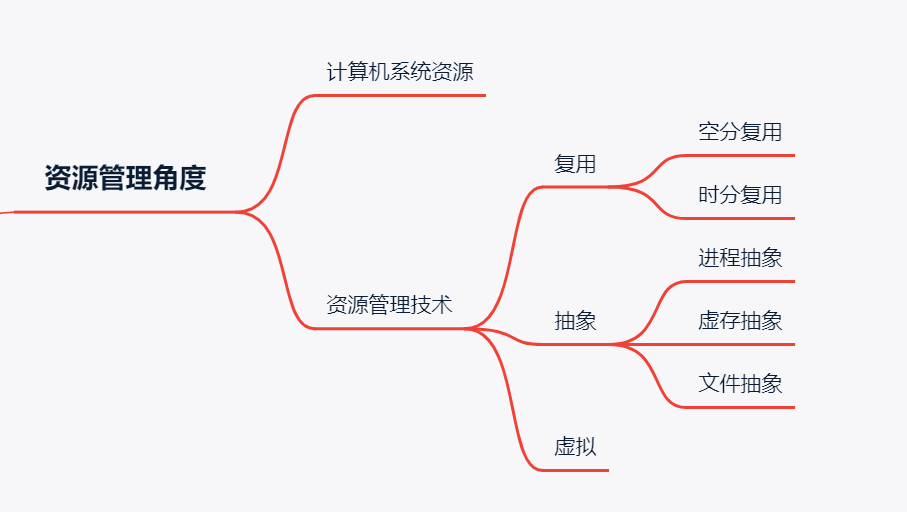 资源管理角度
计算机系统资源
资源管理技术
复用
空分复用
时分复用
抽象
进程抽象
虚存抽象
文件抽象
虚拟